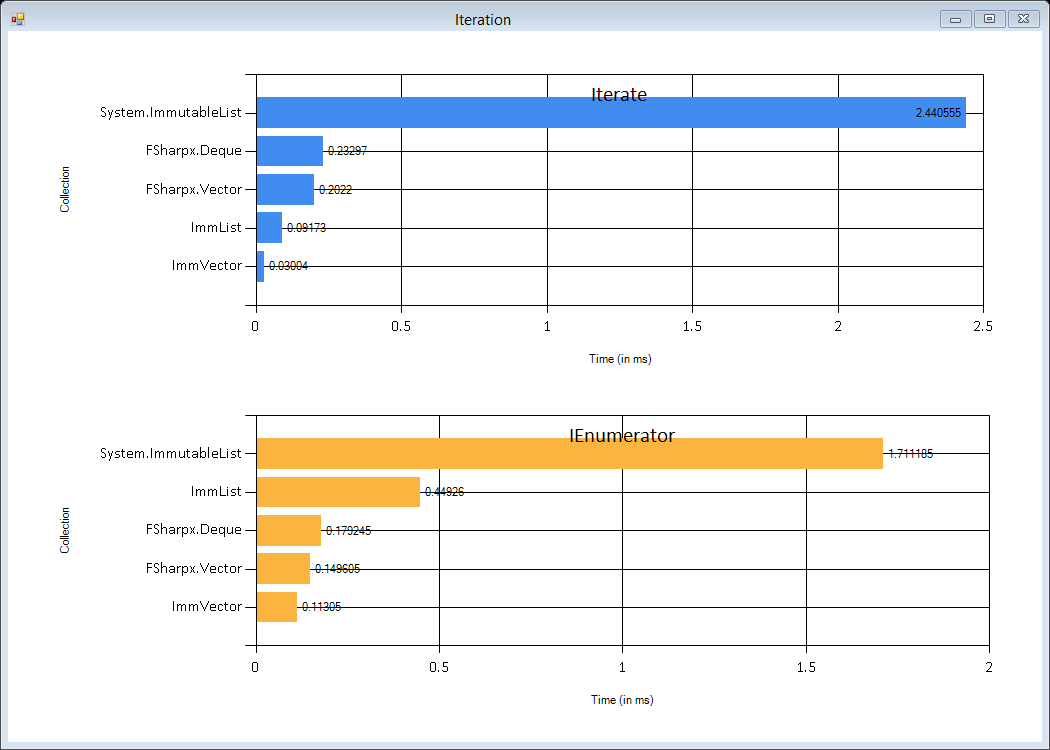 Iteration
Iterate
System.ImmutableList 2.440555
FSharpx.Deque 0.23297
FSharpx.Vector 0.2022
ImmList 0.09173
ImmVector 0.03004
Collection
0 0.5 1 1.5 2 2.5
Time (in ms)
IEnumerator
System.ImmutableList 1.711185
ImmList 0.44926
FSharpx.Deque 0.179245
FSharpx.Vector 0.149605
ImmVector 0.11305
Collection
0 0.5 1 1.5 2
Time (in ms)